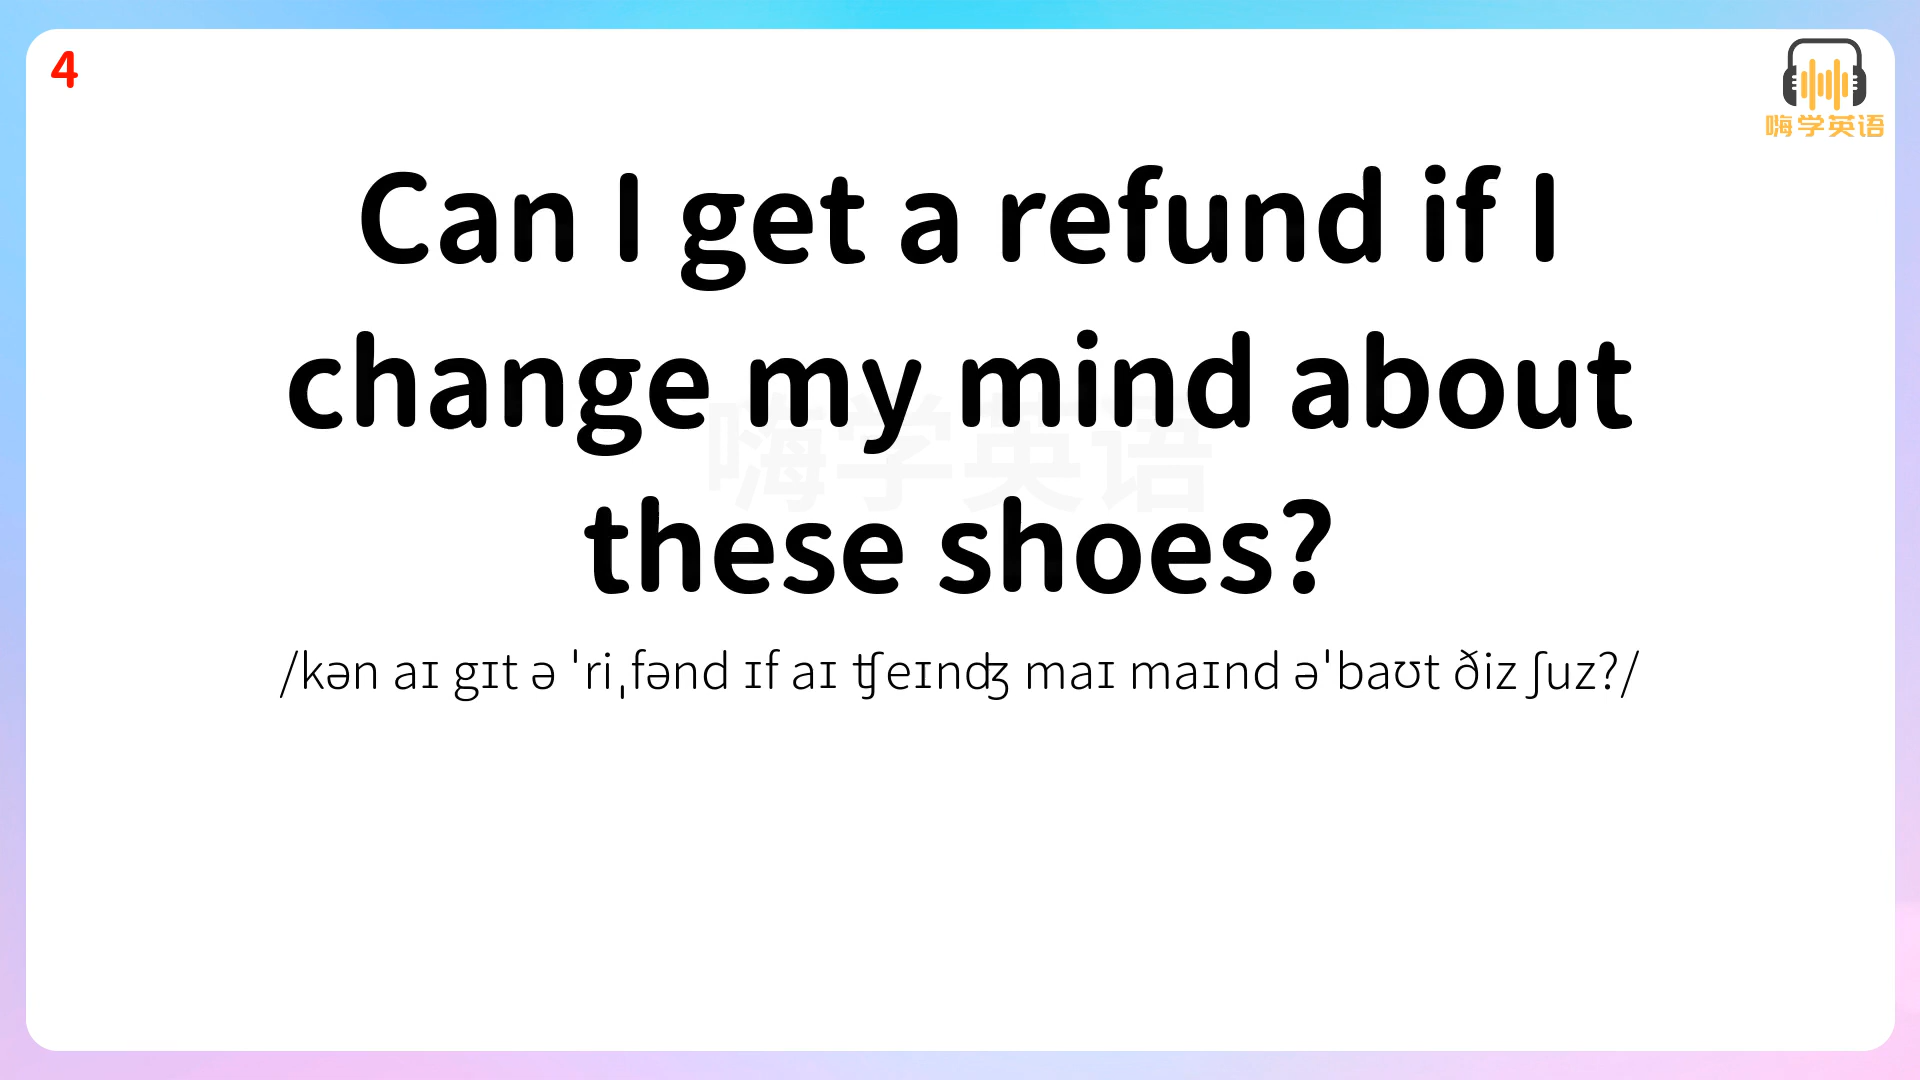 4
嗨学英语
Can I get a refund if I
change my mind about
these shoes?
嗨学英语
/kən aɪ gɪt ə ˈriˌfənd ɪf aɪ ʧeɪnʤ maɪ maɪnd əˈbaʊt ðiz ʃuz?/